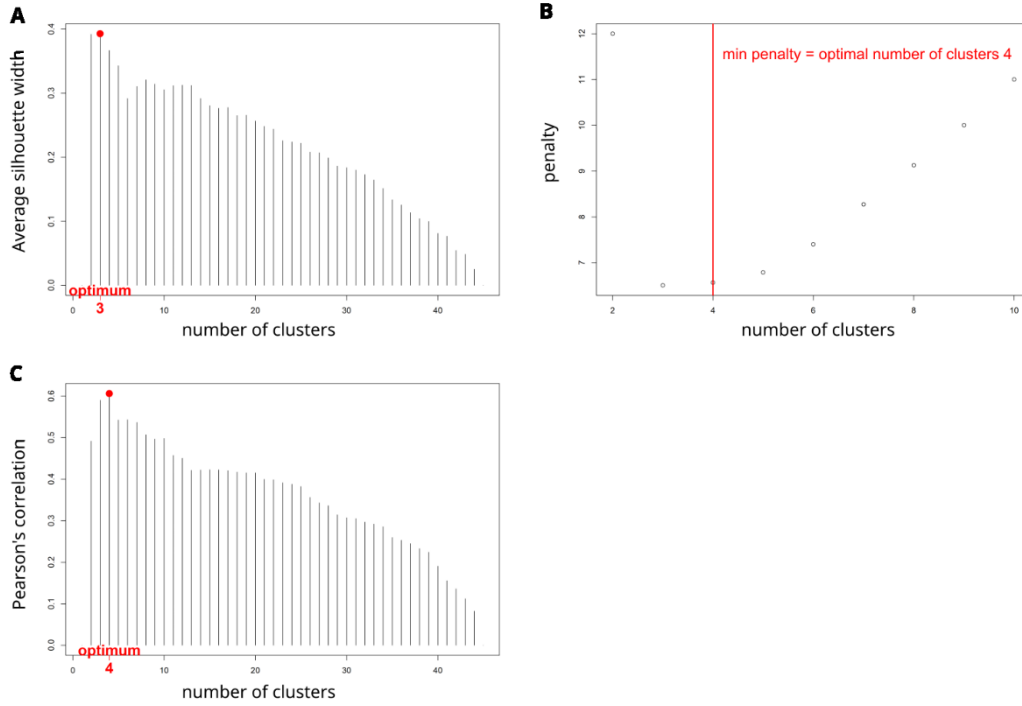 A
Average silhouette width
0.4
0.3
0.2
0.1
0.0
optimum
3
0
10
20
30
40
number of clusters
B
penalty
12
11
10
9
8
7
min penalty = optimal number of clusters 4
2
4
6
8
10
number of clusters
C
Pearson's correlation
0.6
0.5
0.4
0.3
0.2
0.1
0.0
optimum
4
0
10
20
30
40
number of clusters